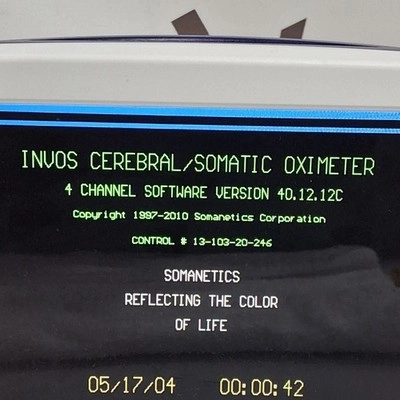 INVOS CEREBRAL/SOMATIC OXIMETER
4 CHANNEL SOFTWARE VERSION 40.12.12C
Copyright 1997-2010 Somanetics Corporation
CONTROL # 13-103-20-246
SOMANETICS
REFLECTING THE COLOR
OF LIFE
05/17/04 00:00:42